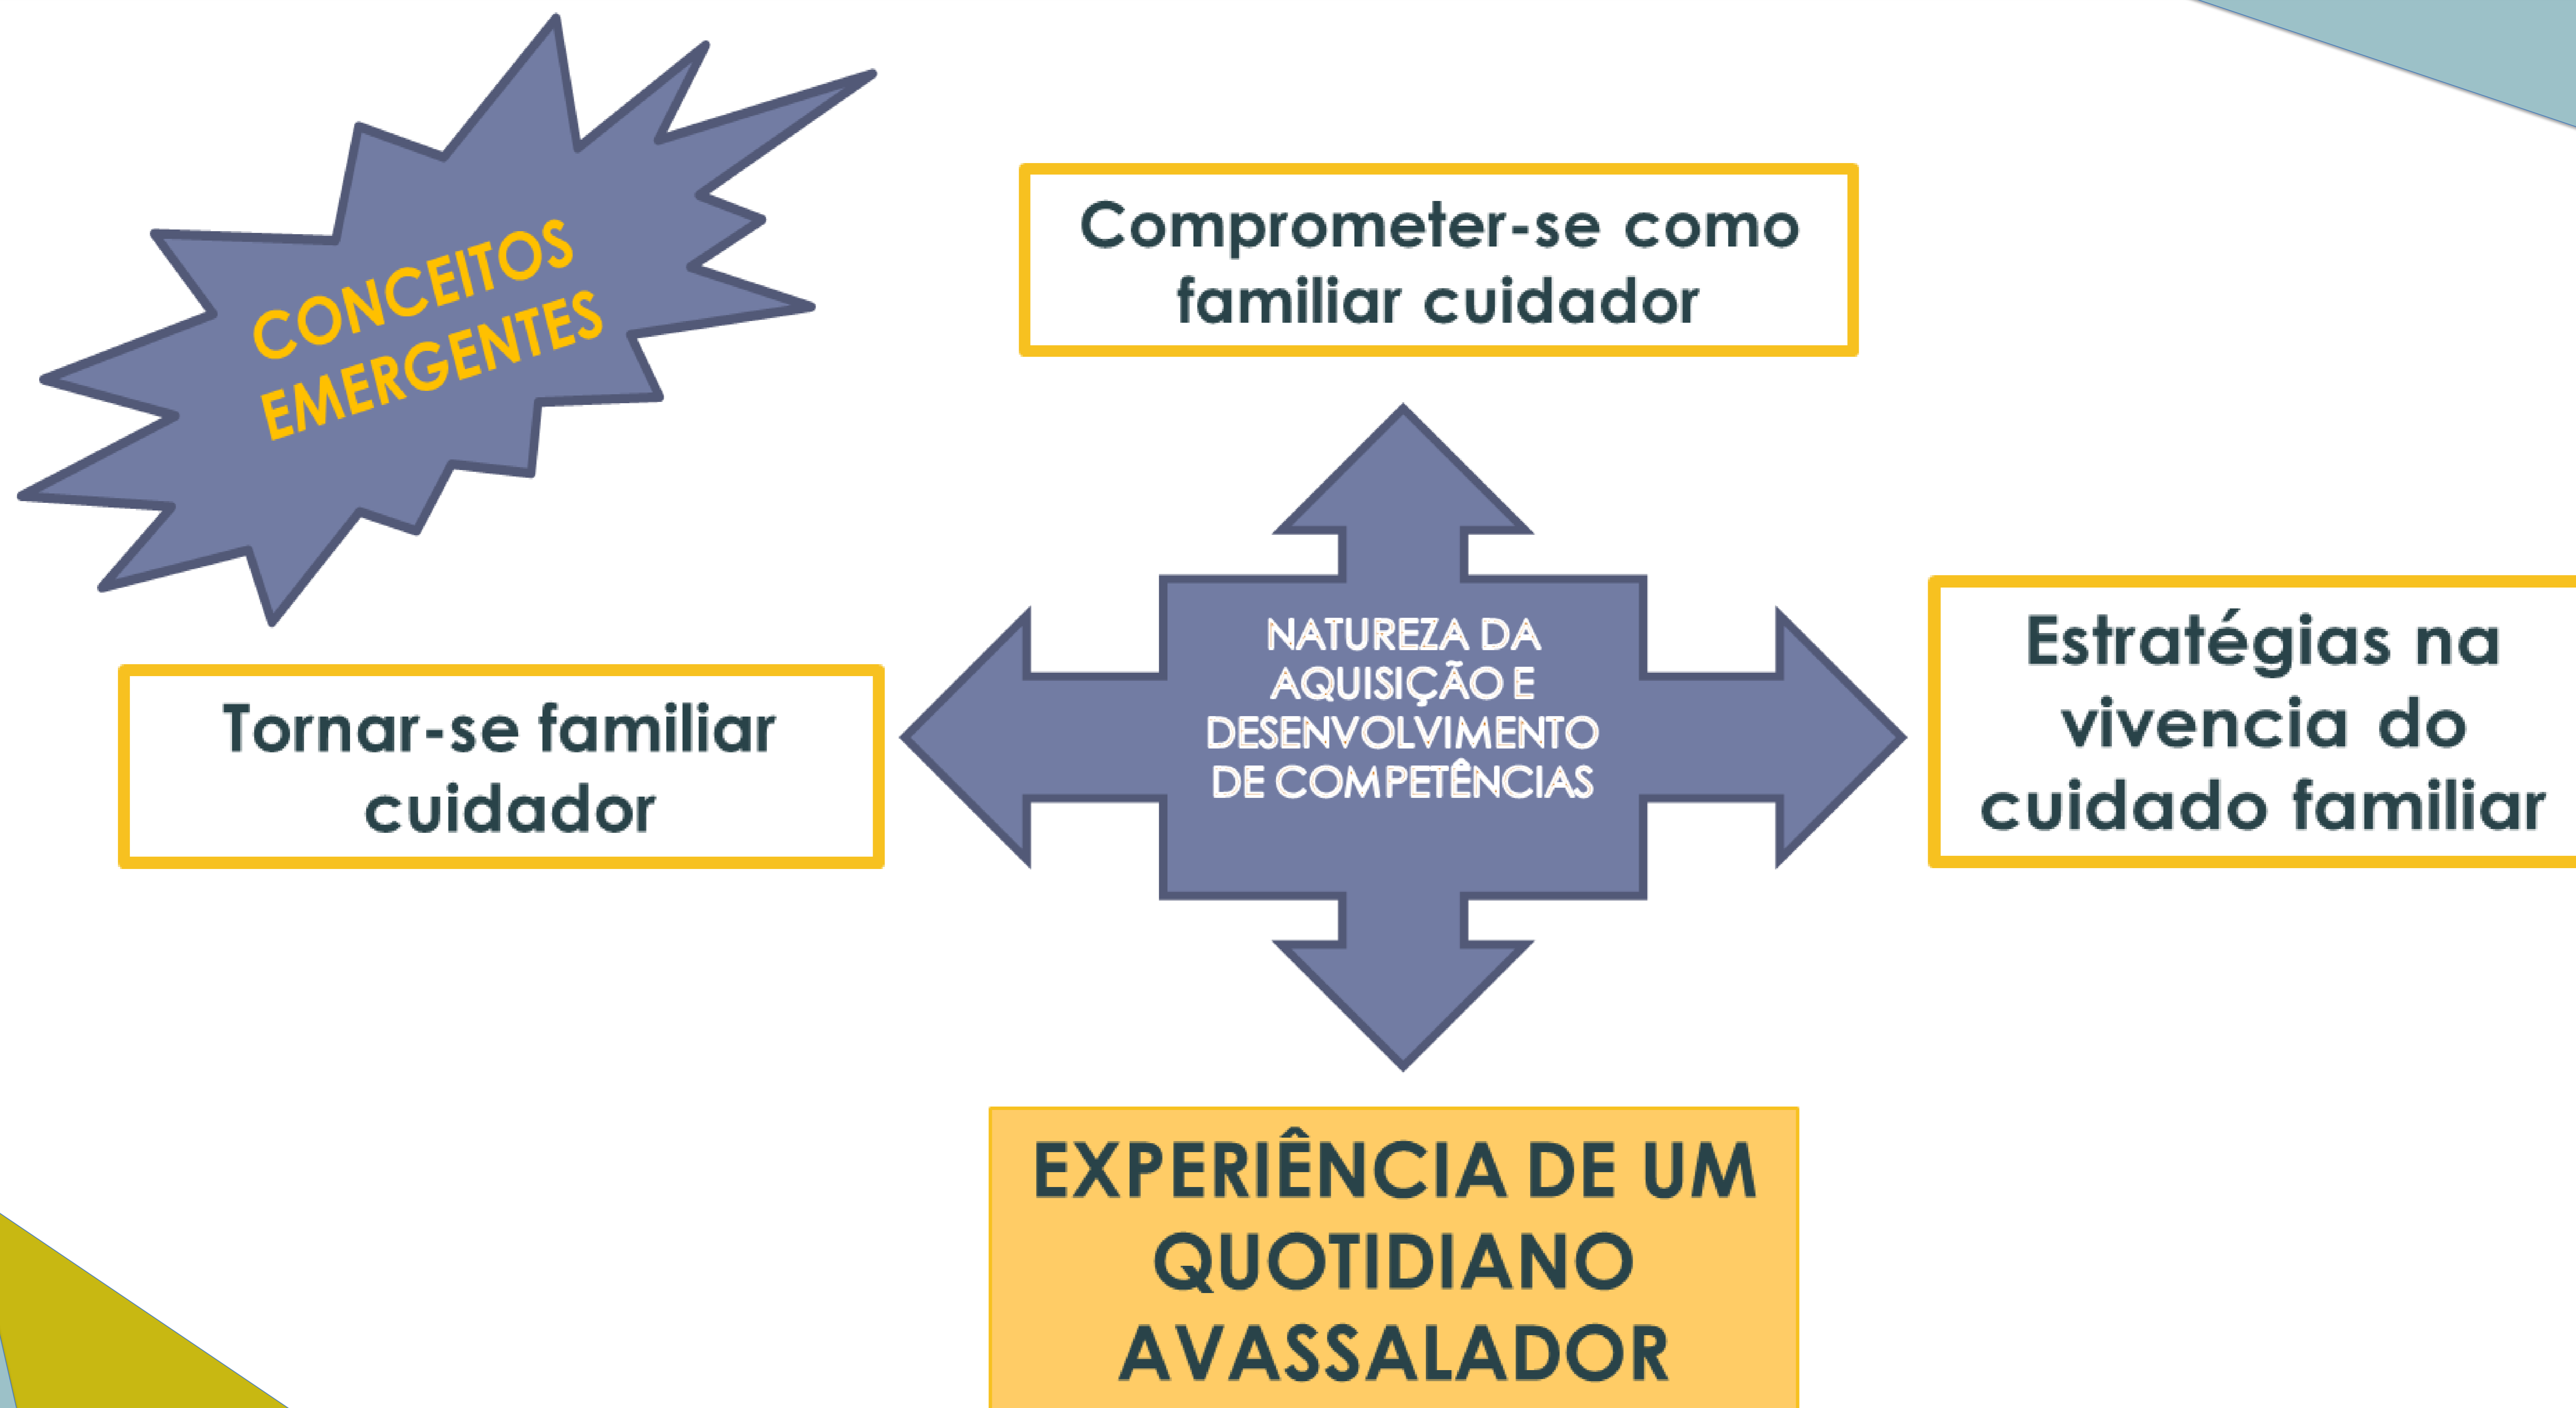 CONCEITOS
EMERGENTES
Comprometer-se como
familiar cuidador
Tornar-se familiar
cuidador
NATUREZA DA
AQUISIÇÃO E
DESENVOLVIMENTO
DE COMPETÊNCIAS
Estratégias na
vivencia do
cuidado familiar
EXPERIÊNCIA DE UM
QUOTIDIANO
AVASSALADOR